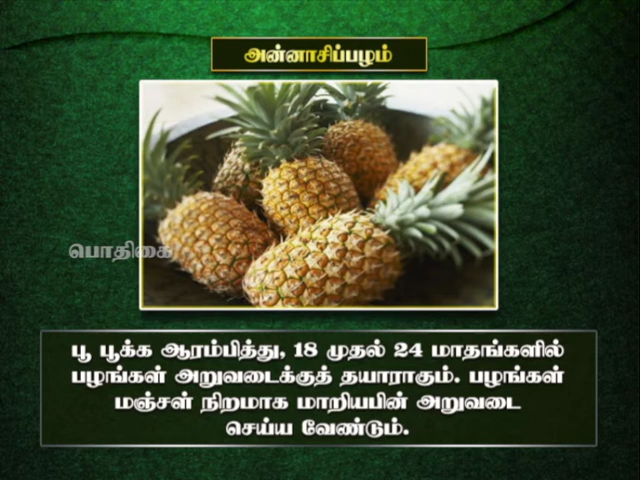 அன்னாசிப்பழம்
பொதிகை
பூ பூக்க ஆரம்பித்து, 18 முதல் 24 மாதங்களில்
பழங்கள் அறுவடைக்குத் தயாராகும். பழங்கள்
மஞ்சள் நிறமாக மாறியபின் அறுவடை
செய்ய வேண்டும்.